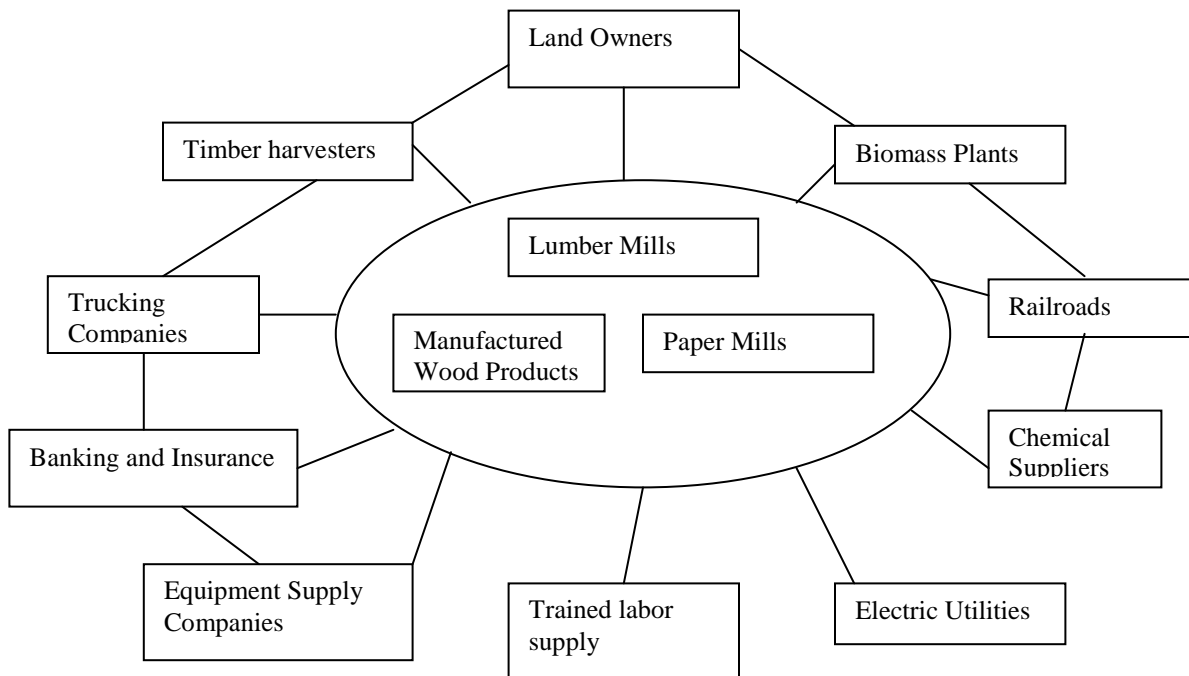 Land Owners
Timber harvesters
Biomass Plants
Lumber Mills
Trucking
Companies
Railroads
Manufactured
Wood Products
Paper Mills
Banking and Insurance
Chemical
Suppliers
Equipment Supply
Companies
Trained labor
supply
Electric Utilities